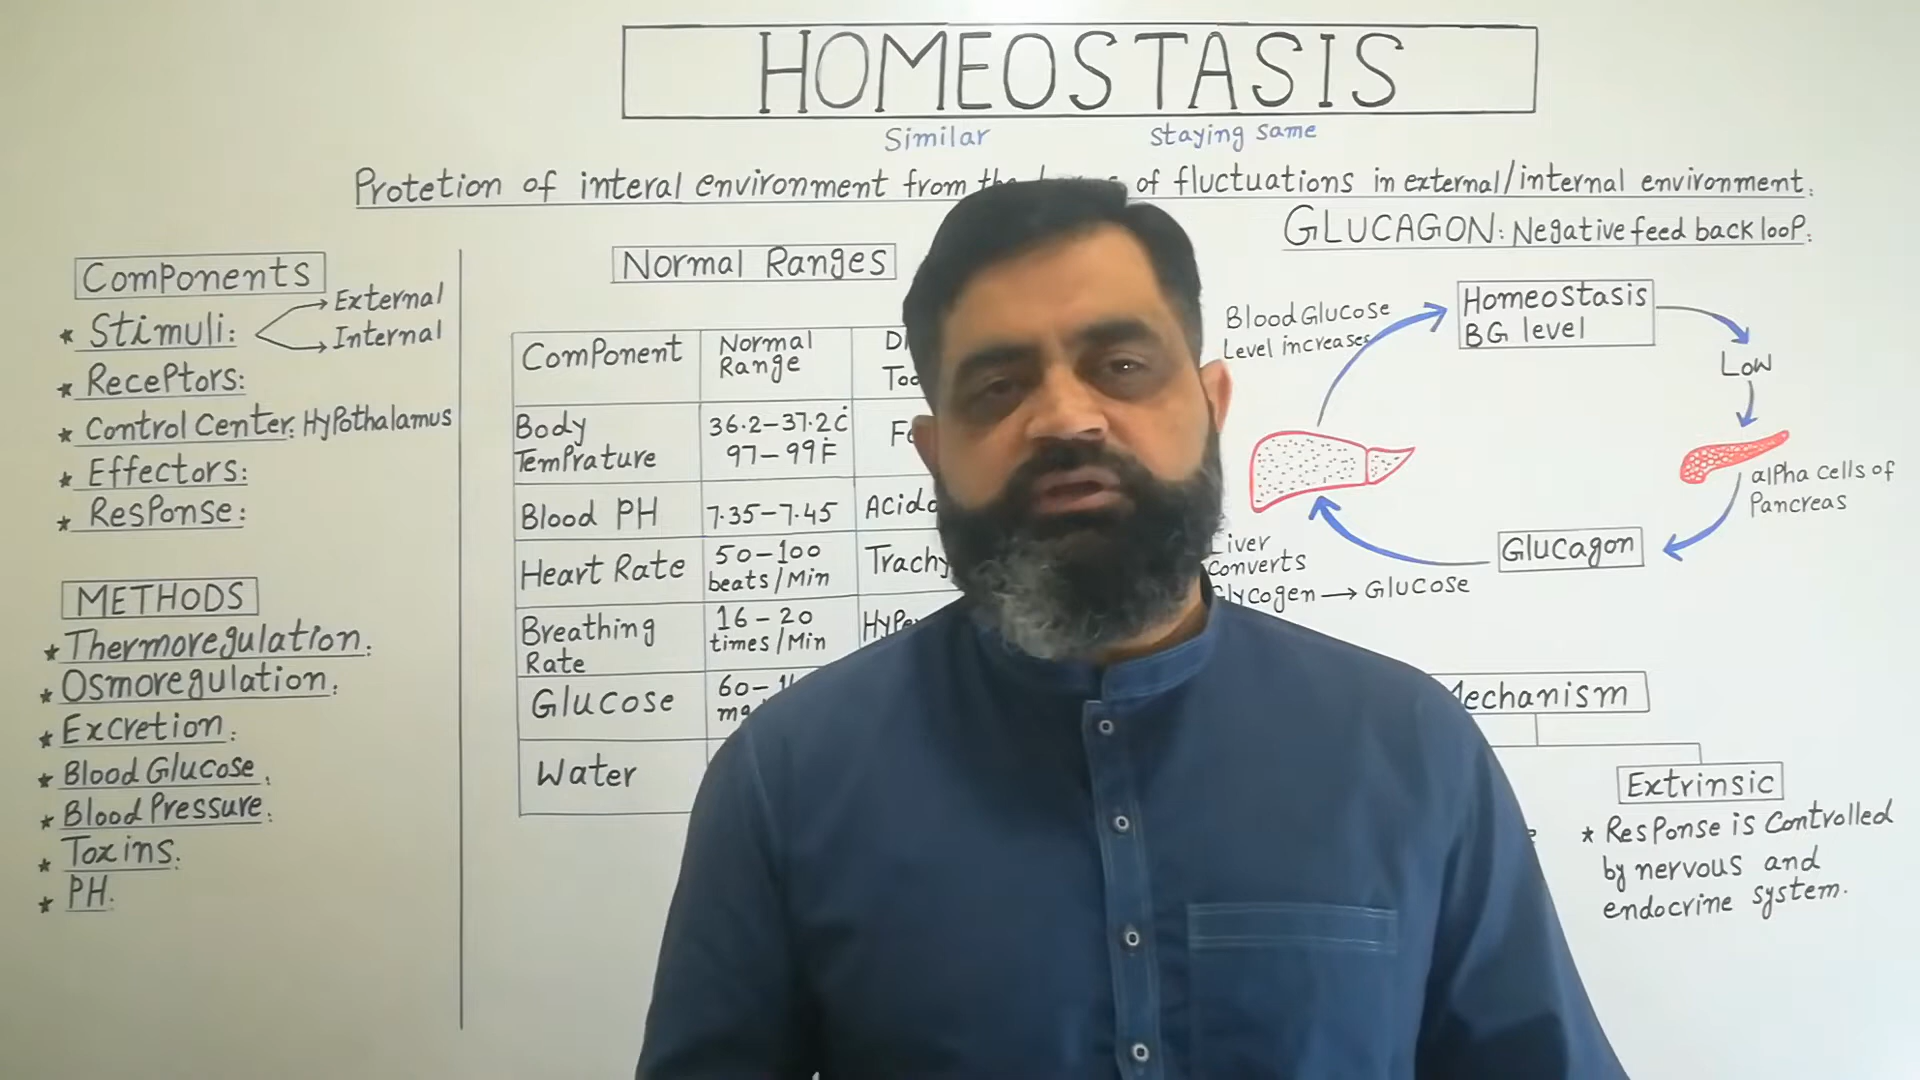 HOMEOSTASIS
Similar
Staying Same
Protetion of interal environment from of fluctuations in external/internal environment.
Components
* Stimuli:
External
Internal
* Receptors:
* Control Center: Hypothalamus
* Effectors:
* Response:
METHODS
* Thermoregulation.
* Osmoregulation.
* Excretion.
* Blood Glucose.
* Blood Pressure.
* Toxins.
* PH.
Normal Ranges
Component
Normal
Range
Body
Temprature
36.2-37.2C
97-99F
Blood PH
7.35-7.45
Heart Rate
50-100
beats/Min
Breathing
Rate
16-20
times/Min
Glucose
60-
Water
GLUCAGON: Negative feed back loop.
Blood Glucose
Level increases
Homeostasis
BG level
Low
alpha cells of
Pancreas
Glucagon
Liver
Converts
Glycogen → Glucose
Mechanism
Extrinsic
* Response is controlled
by nervous and
endocrine system.